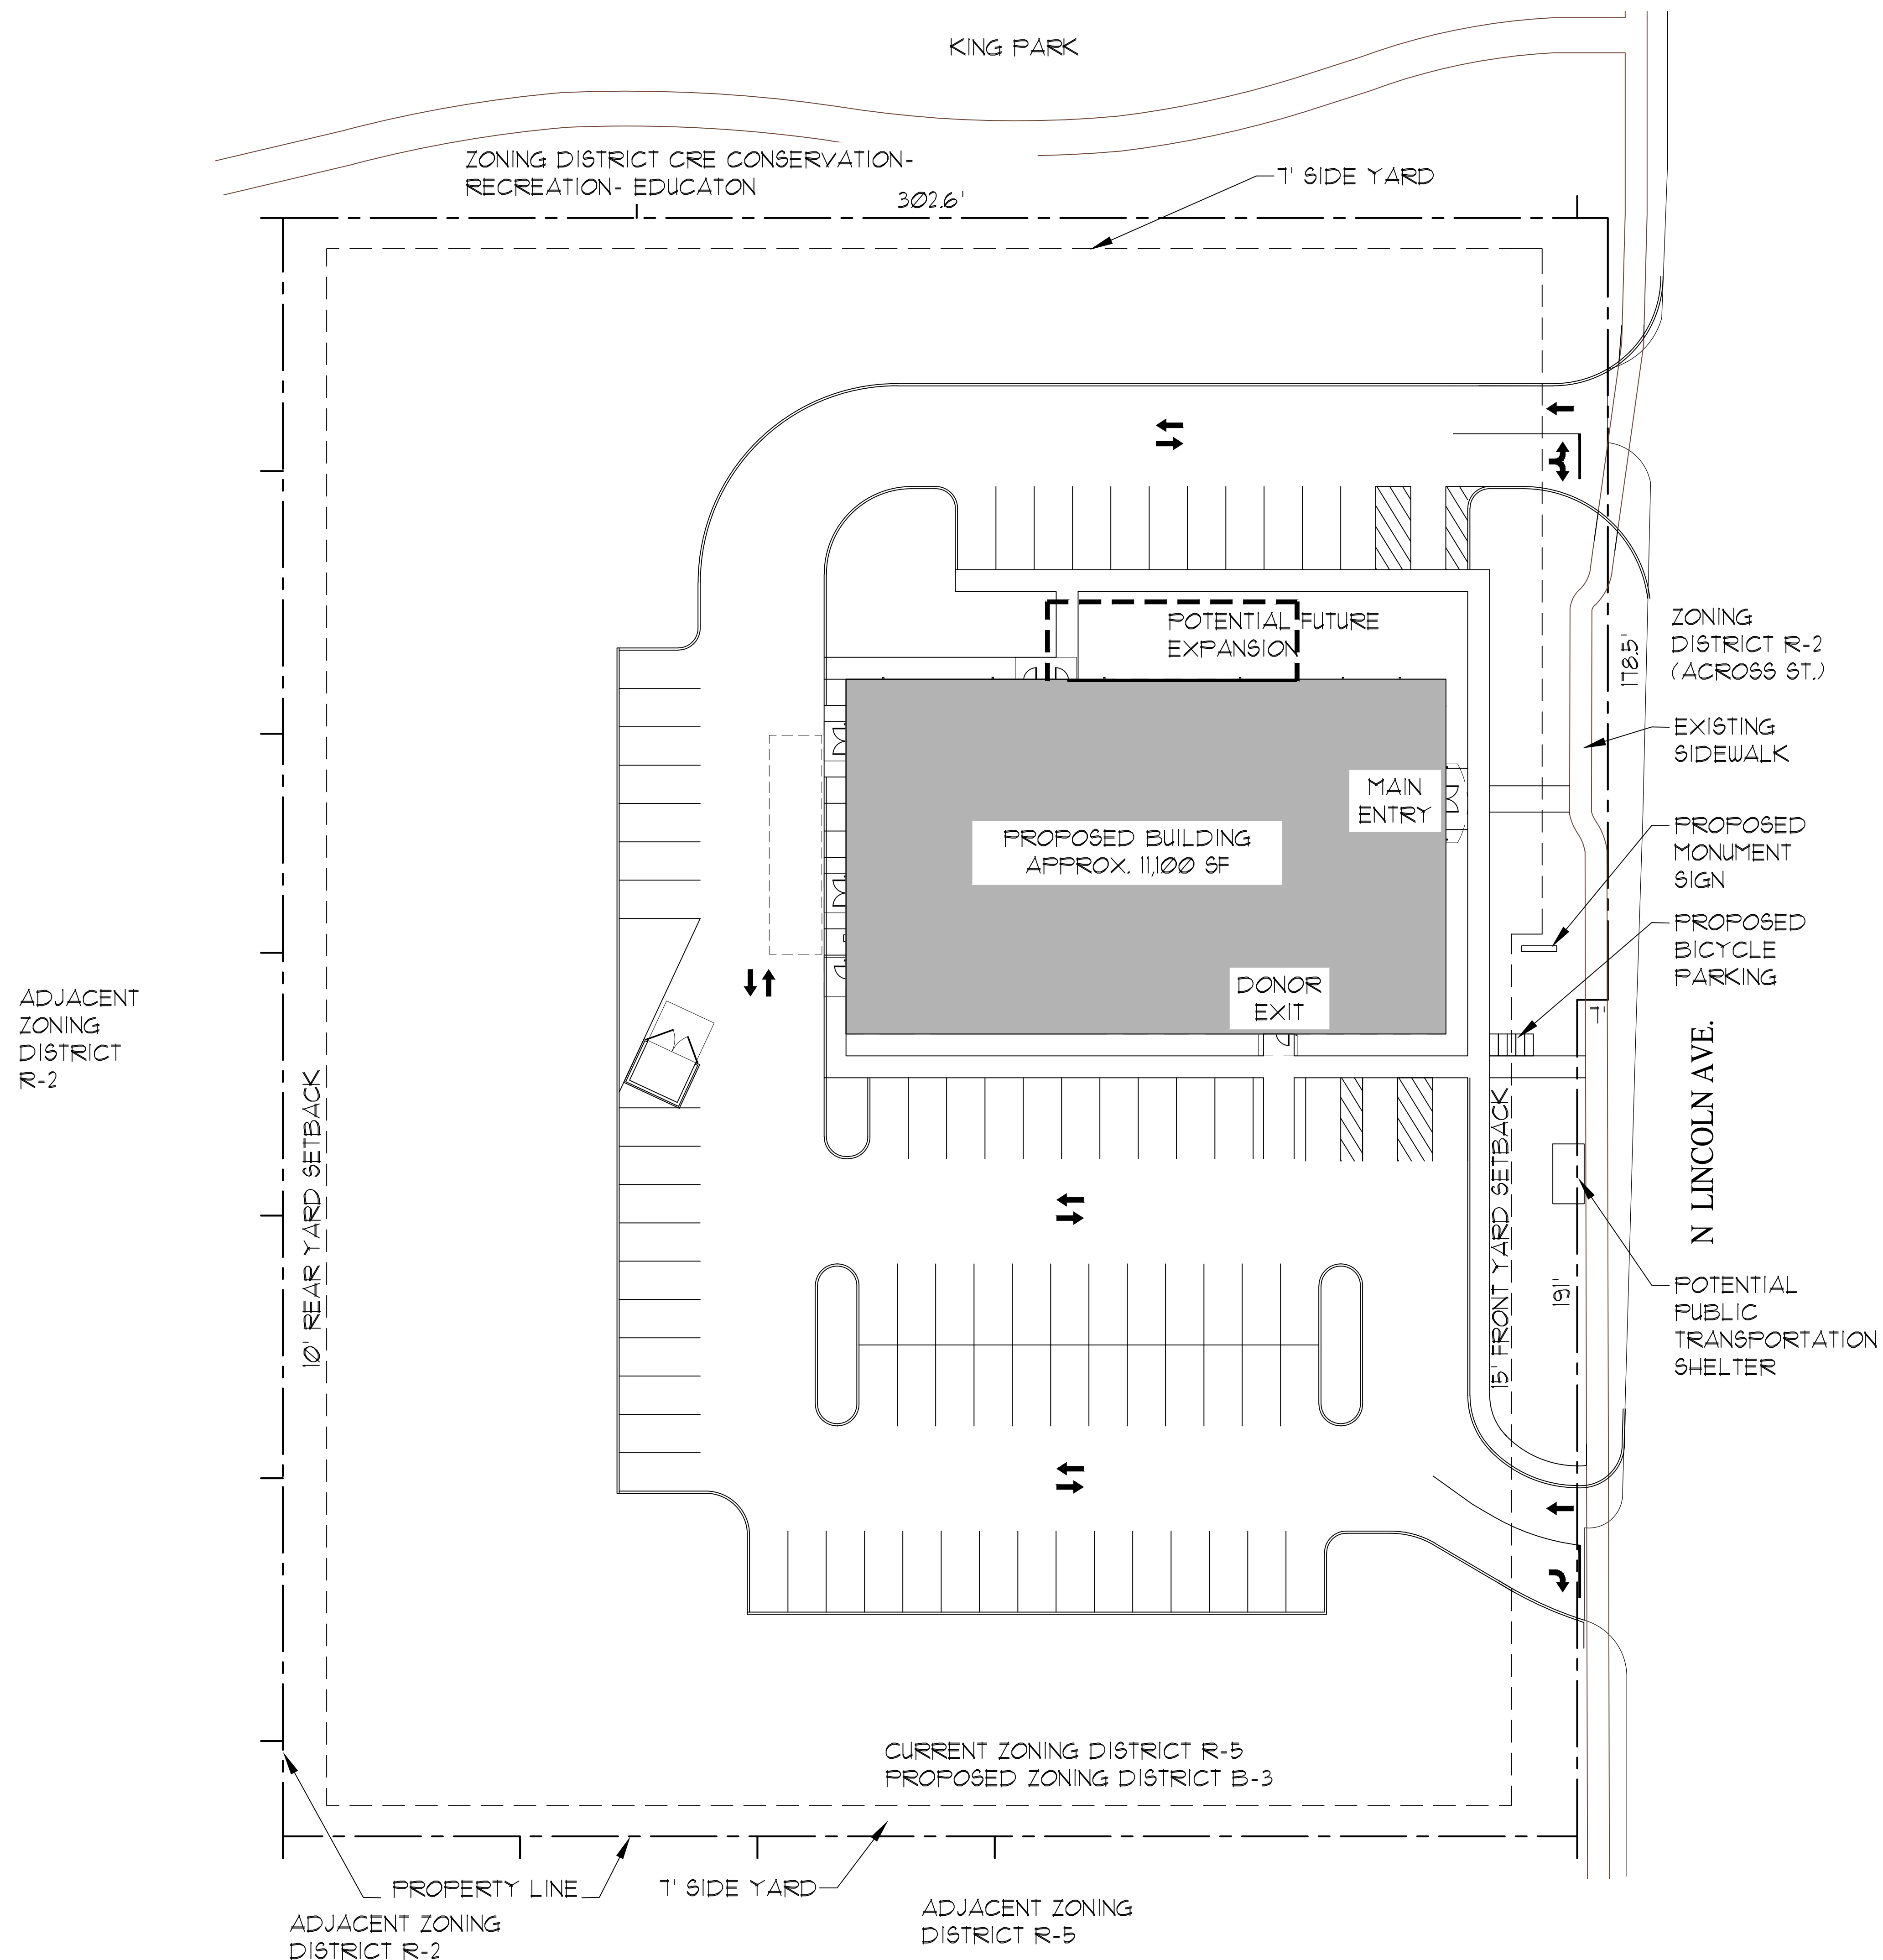 KING PARK
ZONING DISTRICT CRE CONSERVATION-
RECREATION- EDUCATON
302.6'
7' SIDE YARD
POTENTIAL FUTURE
EXPANSION
178.5'
ZONING
DISTRICT R-2
(ACROSS ST.)
EXISTING
SIDEWALK
MAIN
ENTRY
PROPOSED BUILDING
APPROX. 11,100 SF
PROPOSED
MONUMENT
SIGN
PROPOSED
BICYCLE
PARKING
DONOR
EXIT
7'
ADJACENT
ZONING
DISTRICT
R-2
N LINCOLN AVE.
10' REAR YARD SETBACK
15' FRONT YARD SETBACK
191'
POTENTIAL
PUBLIC
TRANSPORTATION
SHELTER
CURRENT ZONING DISTRICT R-5
PROPOSED ZONING DISTRICT B-3
PROPERTY LINE
7' SIDE YARD
ADJACENT ZONING
DISTRICT R-2
ADJACENT ZONING
DISTRICT R-5